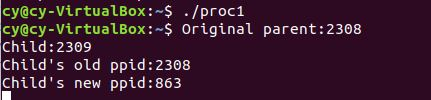 cy@cy-VirtualBox:~$ ./proc1
cy@cy-VirtualBox:~$ Original parent:2308
Child:2309
Child's old ppid:2308
Child's new ppid:863